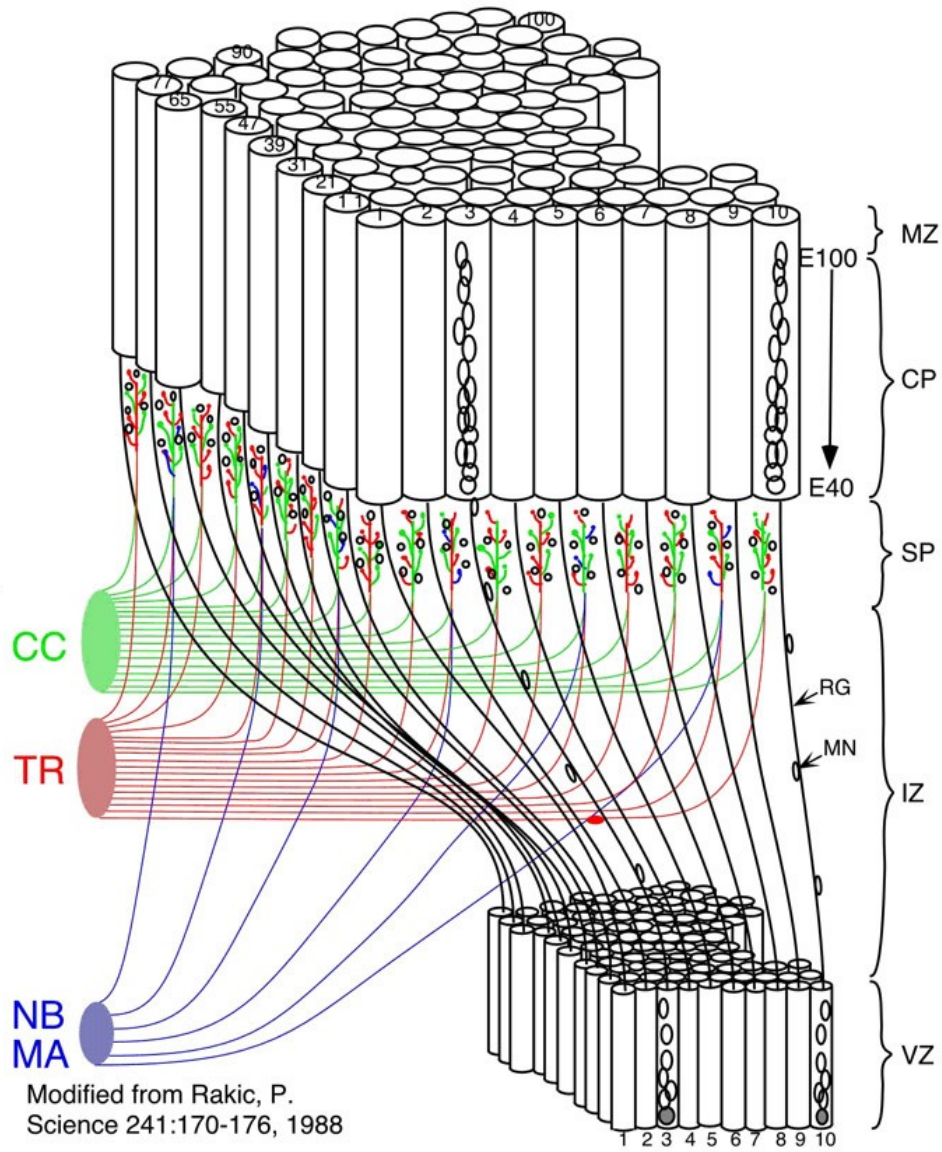 100
90
77
65
55
47
39
31
21
11
1 2 3 4 5 6 7 8 9 10
MZ
E100
CP
E40
SP
CC
RG
TR
MN
IZ
NB
MA
VZ
Modified from Rakic, P.
Science 241:170-176, 1988
1 2 3 4 5 6 7 8 9 10